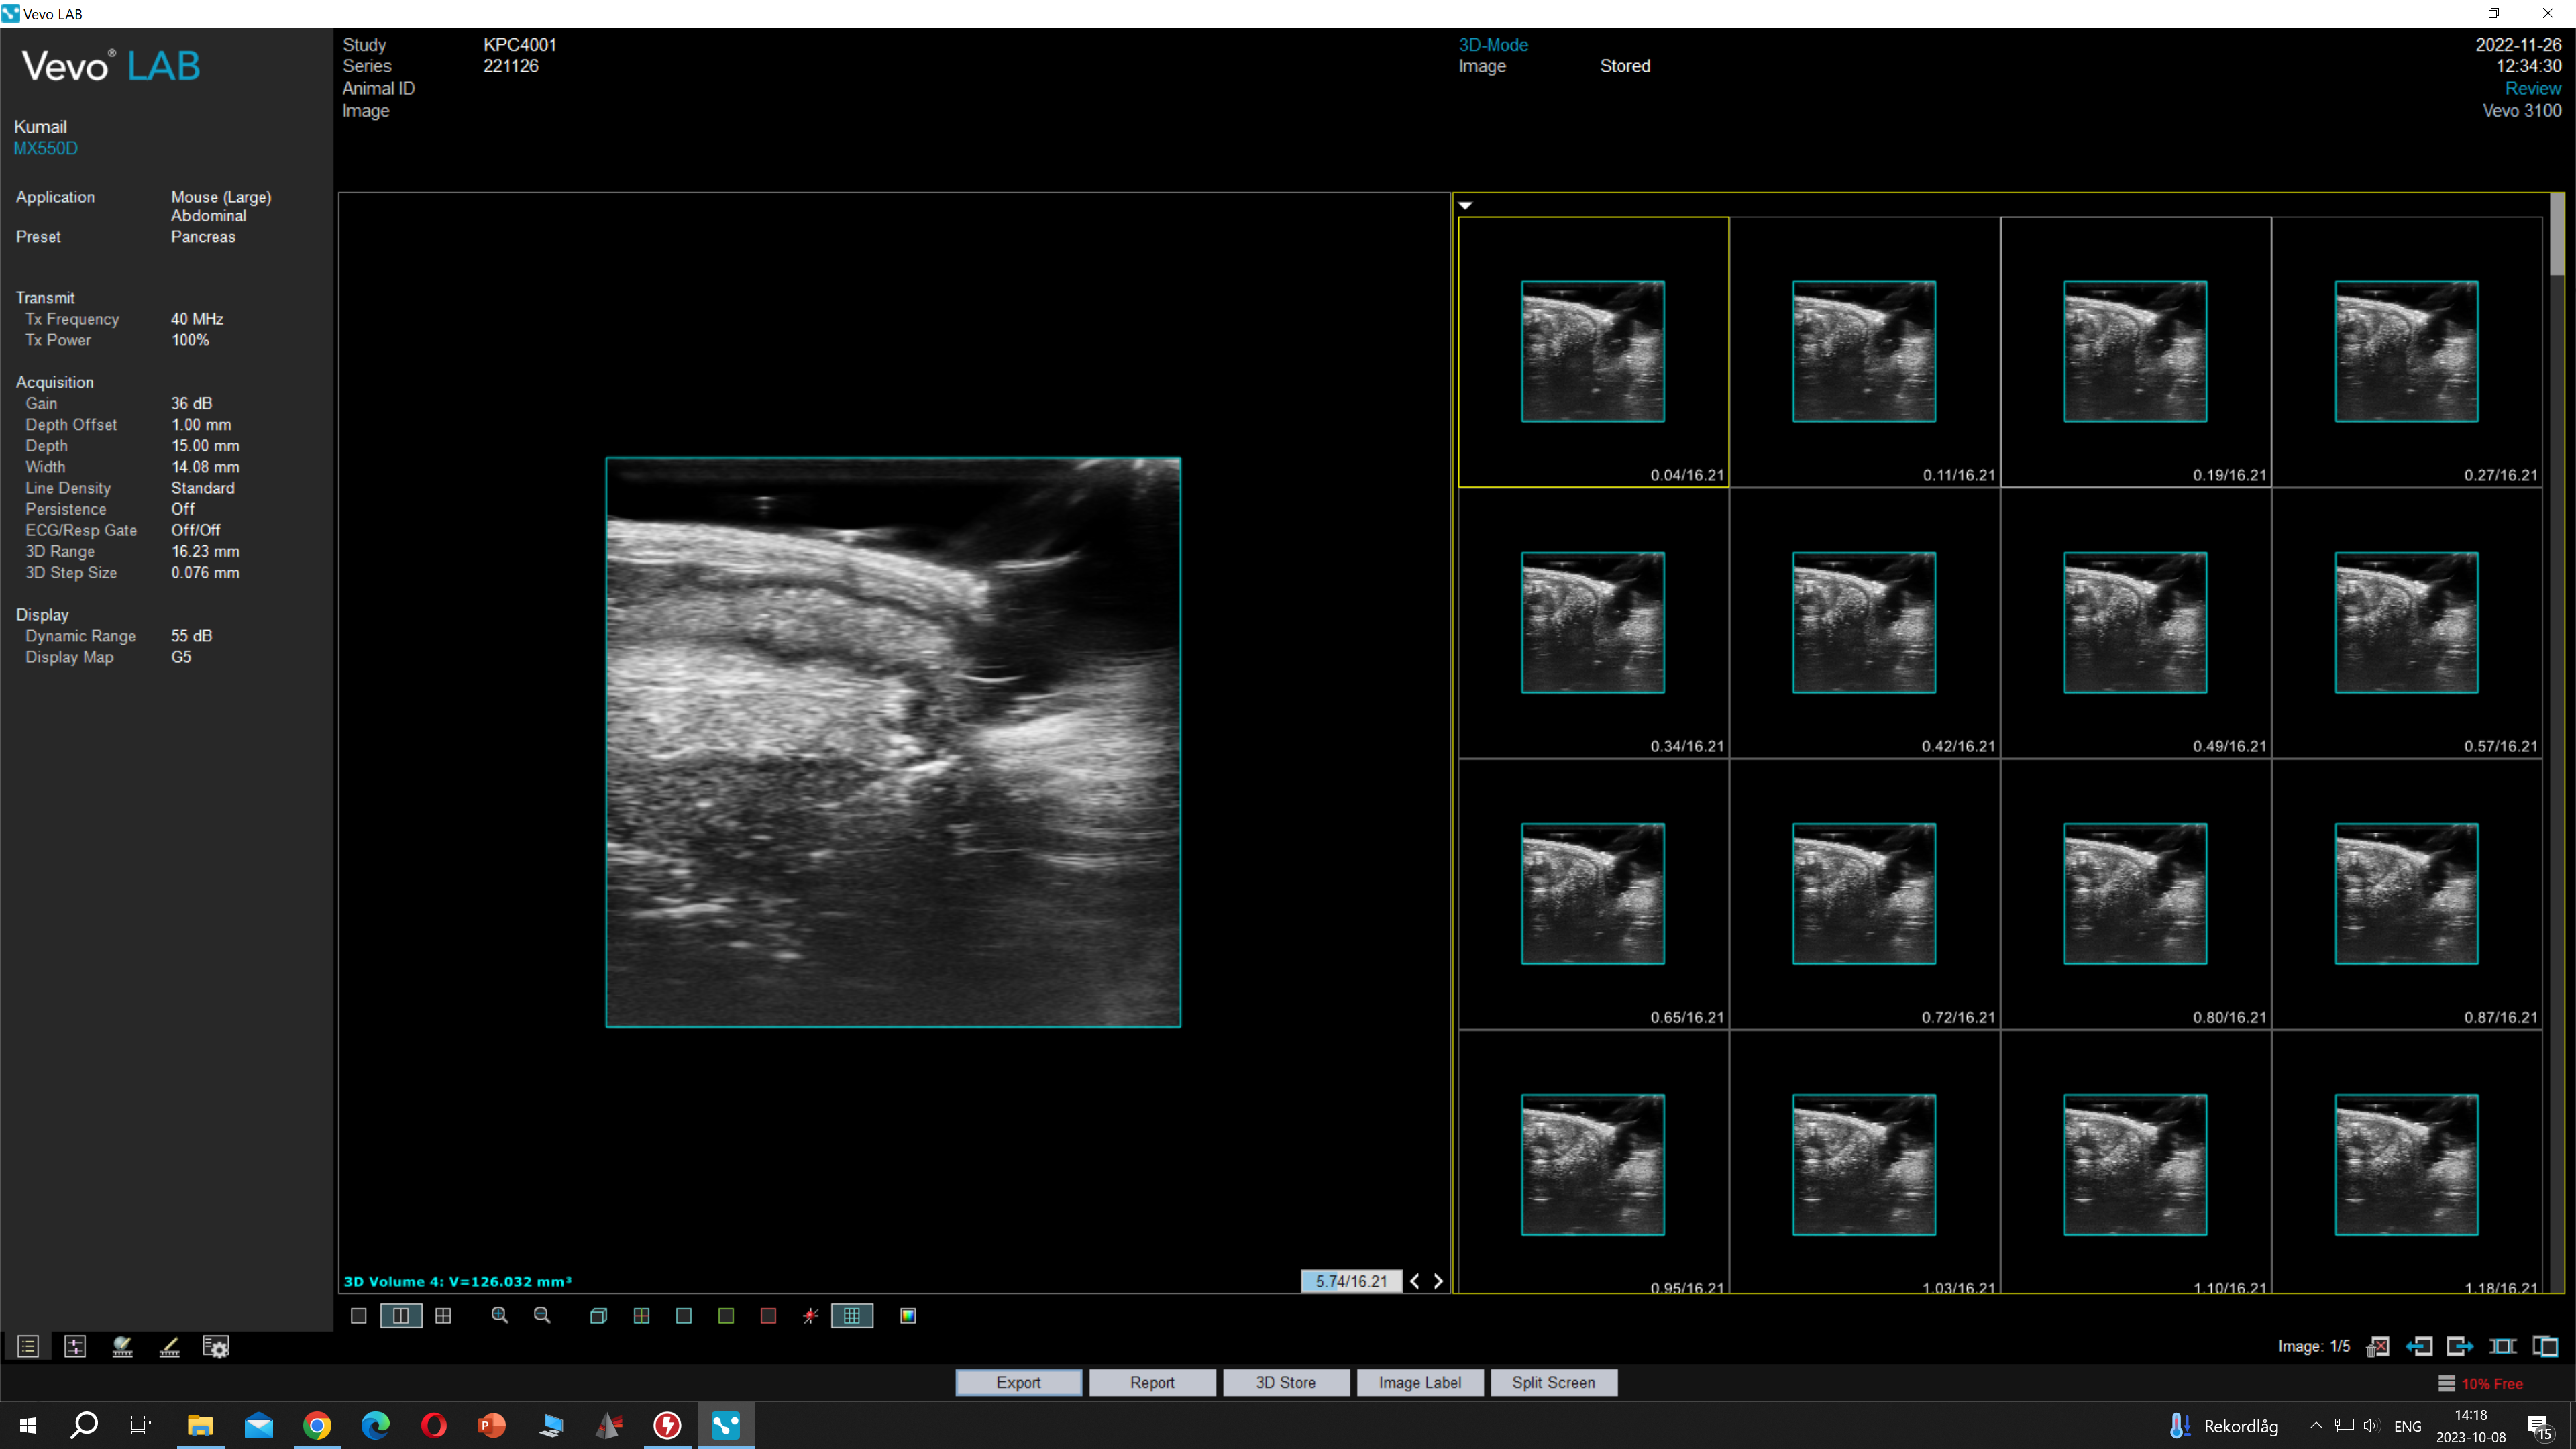 Vevo LAB
Vevo® LAB
Kumail
MX550D
Application Mouse (Large)
Abdominal
Preset Pancreas
Transmit
Tx Frequency 40 MHz
Tx Power 100%
Acquisition
Gain 36 dB
Depth Offset 1.00 mm
Depth 15.00 mm
Width 14.08 mm
Line Density Standard
Persistence Off
ECG/Resp Gate Off/Off
3D Range 16.23 mm
3D Step Size 0.076 mm
Display
Dynamic Range 55 dB
Display Map G5
Study KPC4001
Series 221126
Animal ID
Image
3D-Mode
Image Stored
2022-11-26
12:34:30
Review
Vevo 3100
0.04/16.21 0.11/16.21 0.19/16.21 0.27/16.21
0.34/16.21 0.42/16.21 0.49/16.21 0.57/16.21
0.65/16.21 0.72/16.21 0.80/16.21 0.87/16.21
0.95/16.21 1.03/16.21 1.10/16.21 1.18/16.21
3D Volume 4: V=126.032 mm³
5.74/16.21
Image: 1/5
Export Report 3D Store Image Label Split Screen
10% Free
Rekordlåg
ENG
14:18
2023-10-08
15